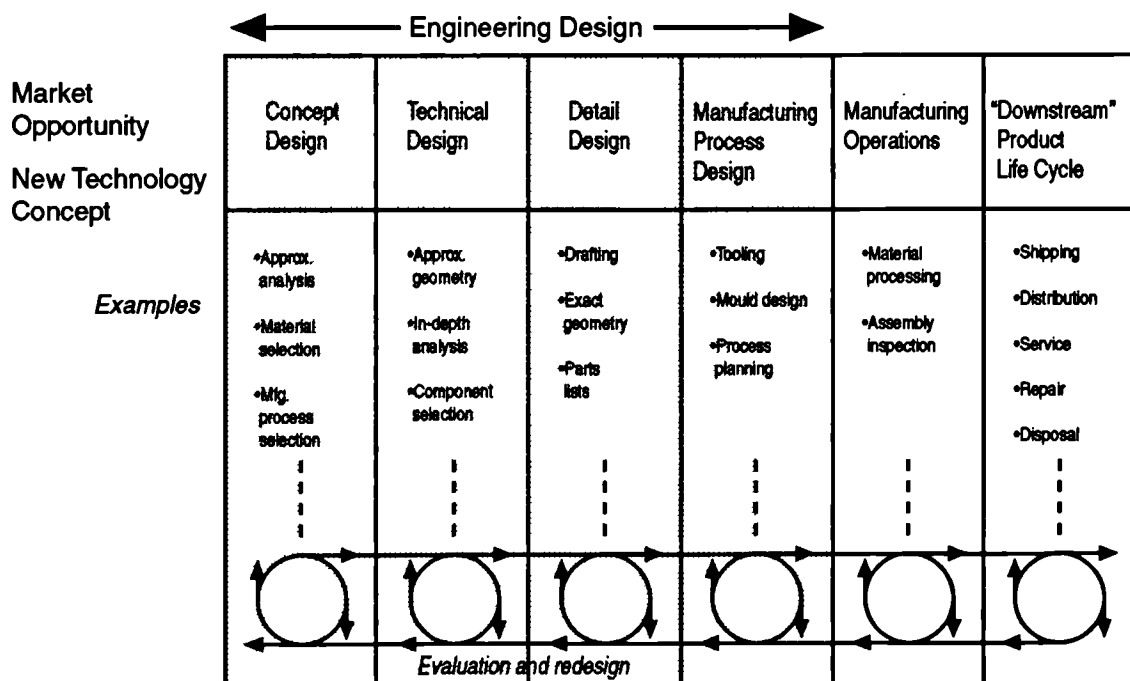 Engineering Design
Market
Opportunity
New Technology
Concept
Concept
Design
Technical
Design
Detail
Design
Manufacturing
Process
Design
Manufacturing
Operations
"Downstream"
Product
Life Cycle
Examples
•Approx.
analysis
•Material
selection
•Mfg.
process
selection
•Approx.
geometry
•In-depth
analysis
•Component
selection
•Drafting
•Exact
geometry
•Parts
lists
•Tooling
•Mould design
•Process
planning
•Material
processing
•Assembly
inspection
•Shipping
•Distribution
•Service
•Repair
•Disposal
Evaluation and redesign